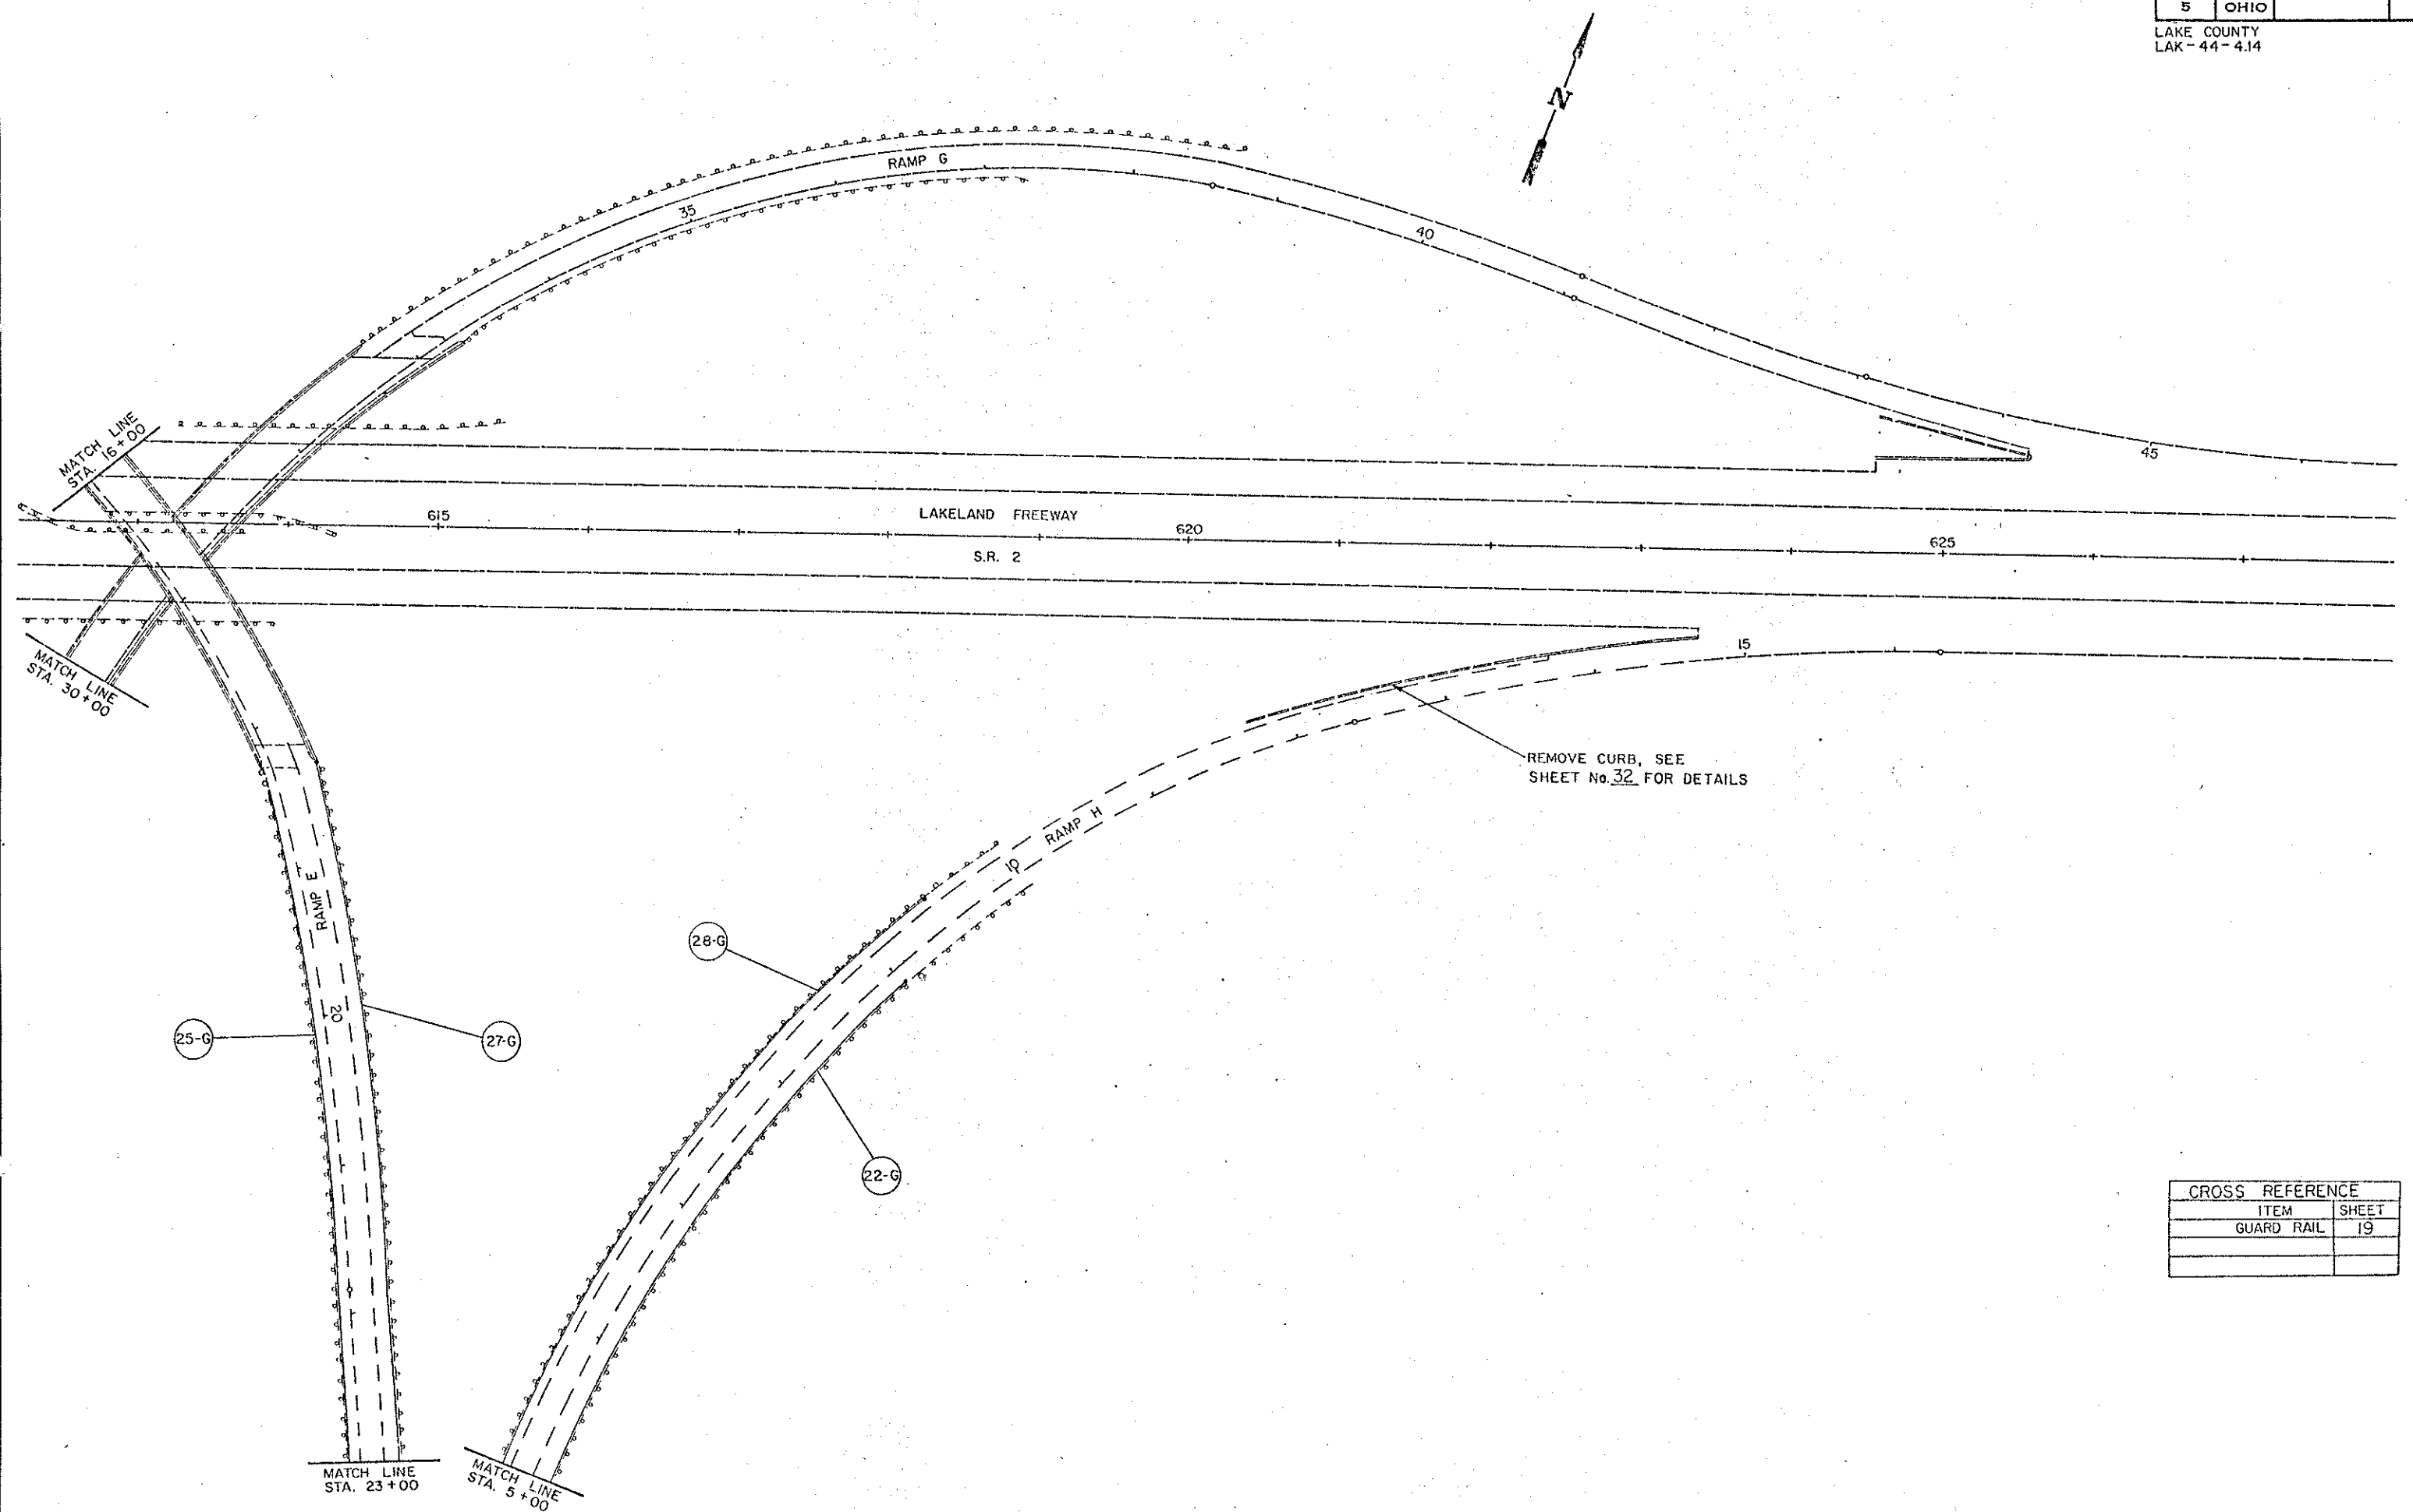 5 OHIO
LAKE COUNTY
LAK-44-4.14
N
RAMP G
35
40
45
MATCH LINE
STA. 16+00
615
LAKELAND FREEWAY
620
625
S.R. 2
MATCH LINE
STA. 30+00
15
REMOVE CURB, SEE
SHEET No. 32 FOR DETAILS
RAMP H
10
RAMP E
20
28-G
25-G
27-G
22-G
CROSS REFERENCE
ITEM SHEET
GUARD RAIL 19
MATCH LINE
STA. 23+00
MATCH LINE
STA. 5+00